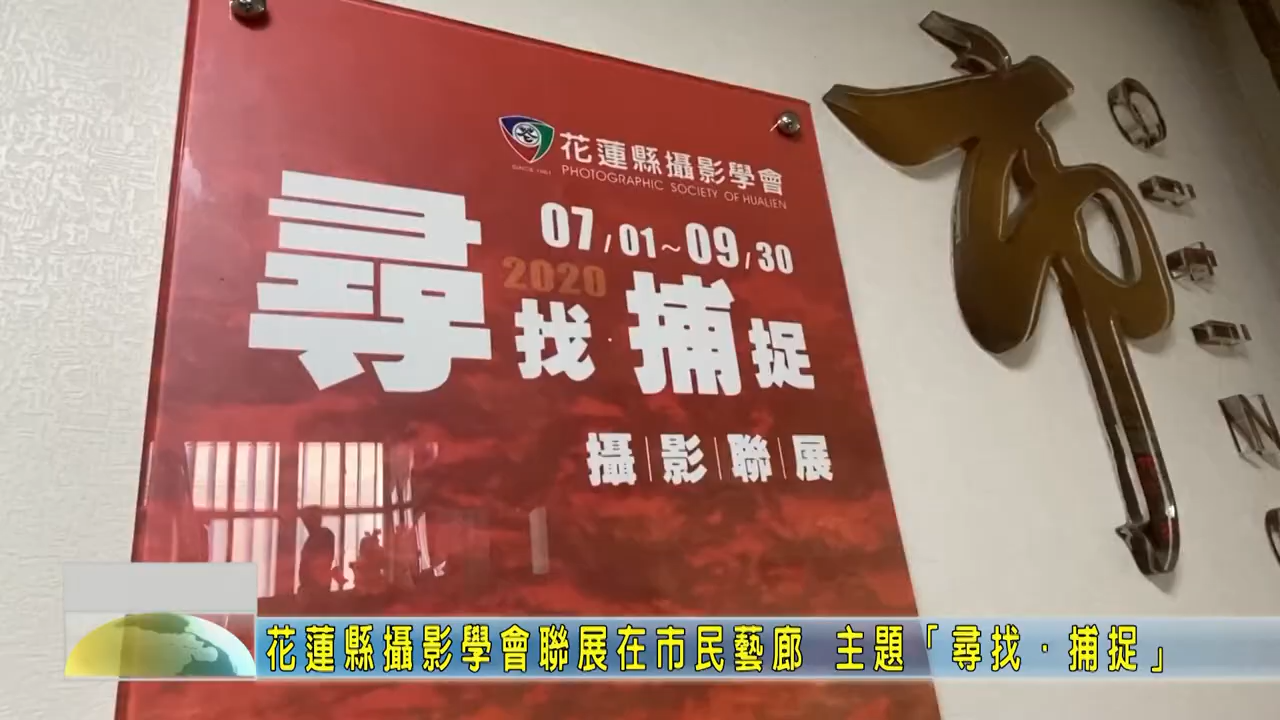 花蓮縣攝影學會
SINCE 1961
PHOTOGRAPHIC SOCIETY OF HUALIEN
07/01~09/30
2020
尋找·捕捉
攝|影|聯|展
花蓮縣攝影學會聯展在市民藝廊 主題「尋找·捕捉」